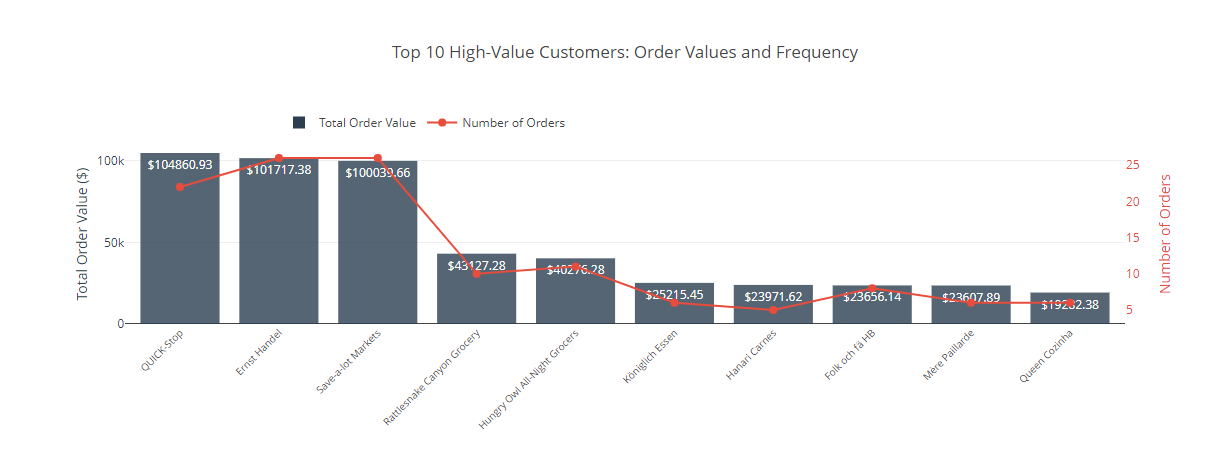 Top 10 High-Value Customers: Order Values and Frequency
Total Order Value
Number of Orders
Total Order Value ($)
100k
50k
0
$104860.93
$101717.38
$100039.66
$43127.28
$40276.28
$25215.45
$23971.62
$23656.14
$23607.89
$19282.38
25
20
15
10
5
Number of Orders
QUICK-Stop
Ernst Handel
Save-a-lot Markets
Rattlesnake Canyon Grocery
Hungry Owl All-Night Grocers
Königlich Essen
Hanari Carnes
Folk och fä HB
Mère Paillarde
Queen Cozinha